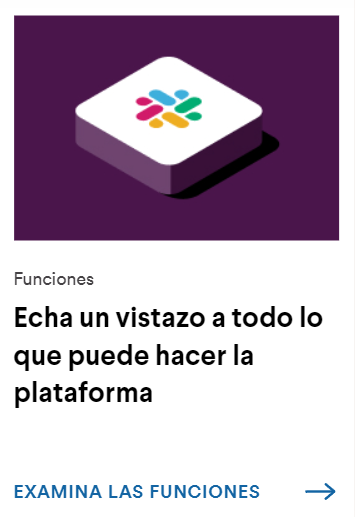 Funciones
Echa un vistazo a todo lo
que puede hacer la
plataforma
EXAMINA LAS FUNCIONES